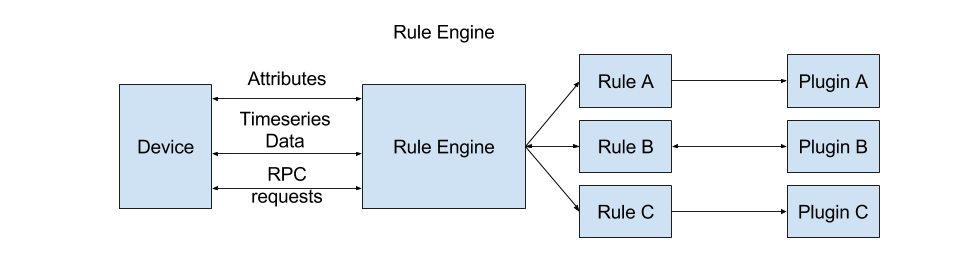 Rule Engine
Attributes
Timeseries
Data
RPC
requests
Device
Rule Engine
Rule A
Plugin A
Rule B
Plugin B
Rule C
Plugin C